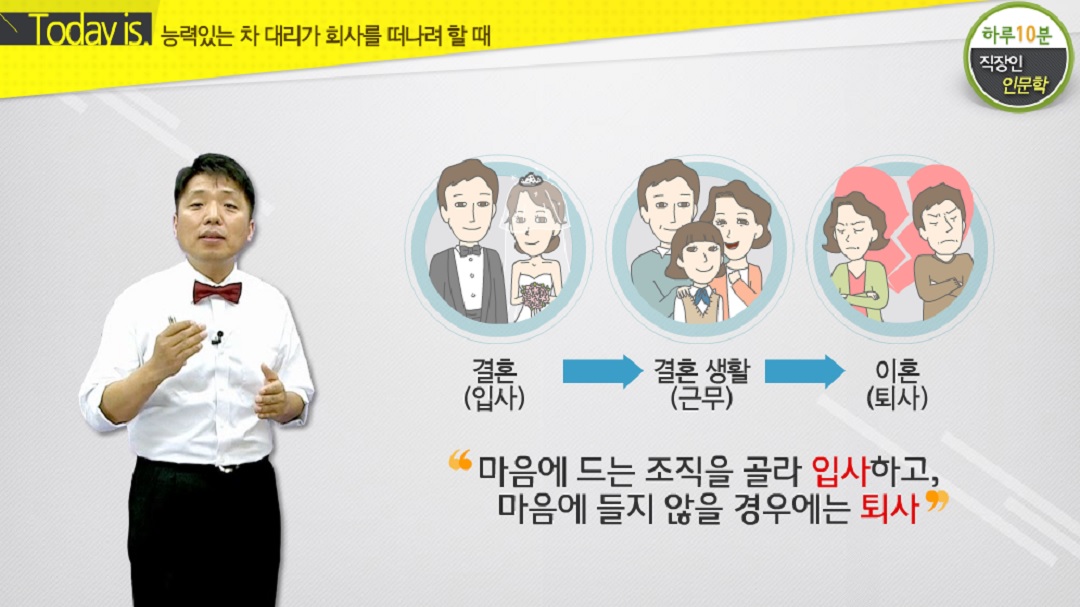 Today is. 능력있는 차 대리가 회사를 떠나려 할 때
하루10분
직장인
인문학
결혼
(입사)
결혼 생활
(근무)
이혼
(퇴사)
“ 마음에 드는 조직을 골라 입사하고,
마음에 들지 않을 경우에는 퇴사 ”